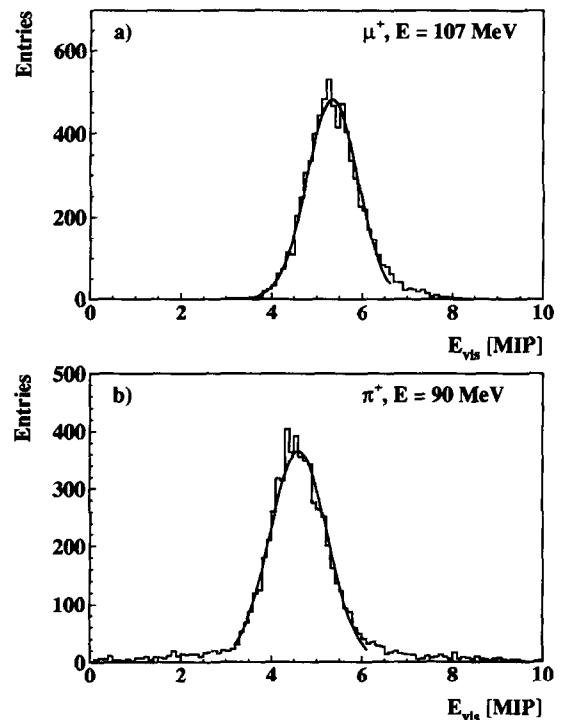 Entries
a)
μ⁺, E = 107 MeV
600
400
200
0
0 2 4 6 8 10
E_vis [MIP]
Entries
b)
π⁺, E = 90 MeV
500
400
300
200
100
0
0 2 4 6 8 10
E_vis [MIP]